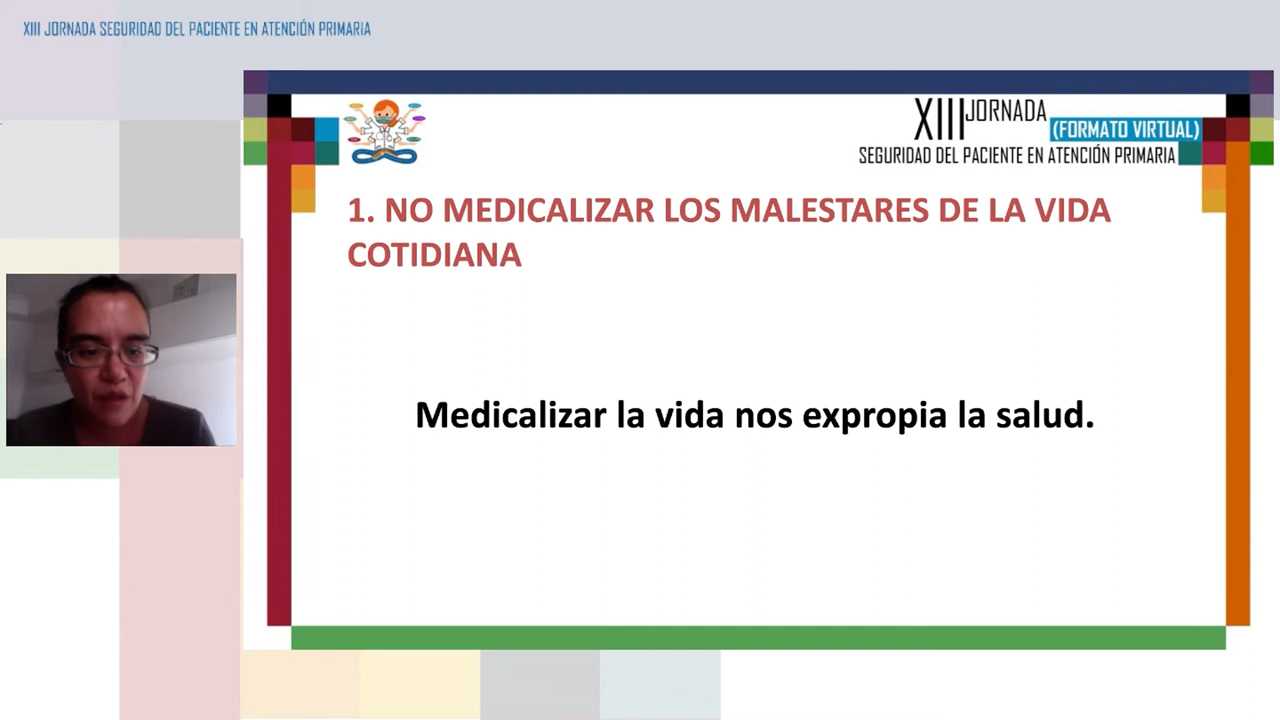 XIII JORNADA SEGURIDAD DEL PACIENTE EN ATENCIÓN PRIMARIA
XIII JORNADA
(FORMATO VIRTUAL)
SEGURIDAD DEL PACIENTE EN ATENCIÓN PRIMARIA
1. NO MEDICALIZAR LOS MALESTARES DE LA VIDA
COTIDIANA
Medicalizar la vida nos expropia la salud.